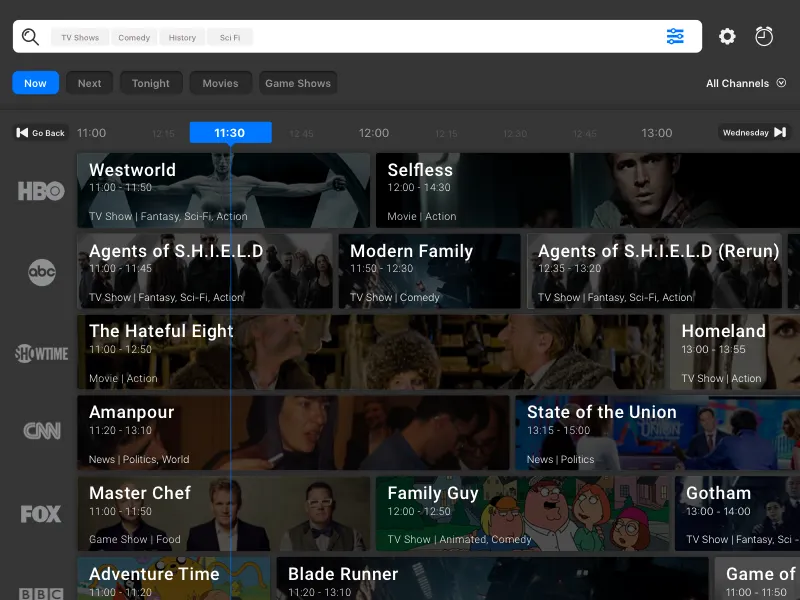 TV Shows Comedy History Sci Fi
Now Next Tonight Movies Game Shows All Channels
Go Back 11:00 12.15 11:30 12.45 12:00 12.15 12.30 12.45 13:00 Wednesday
HBO
Westworld
11:00 - 11:50
TV Show | Fantasy, Sci-Fi, Action
Selfless
12:00 - 14:30
Movie | Action
abc
Agents of S.H.I.E.L.D
11:00 - 11:45
TV Show | Fantasy, Sci-Fi, Action
Modern Family
11:50 - 12:30
TV Show | Comedy
Agents of S.H.I.E.L.D (Rerun)
12:35 - 13:20
TV Show | Fantasy, Sci-Fi, Action
SHOWTIME
The Hateful Eight
11:00 - 12:50
Movie | Action
Homeland
13:00 - 13:55
TV Show | Action
CNN
Amanpour
11:20 - 13:10
News | Politics, World
State of the Union
13:15 - 15:00
News | Politics
UNION
FOX
Master Chef
11:00 - 11:50
Game Show | Food
Family Guy
12:00 - 12:50
TV Show | Animated, Comedy
Gotham
13:00 - 14:00
TV Show | Fantasy, Sci -
BBC
Adventure Time
11:00 - 11:20
Blade Runner
11:20 - 13:10
Game of
11:00 - 11:50